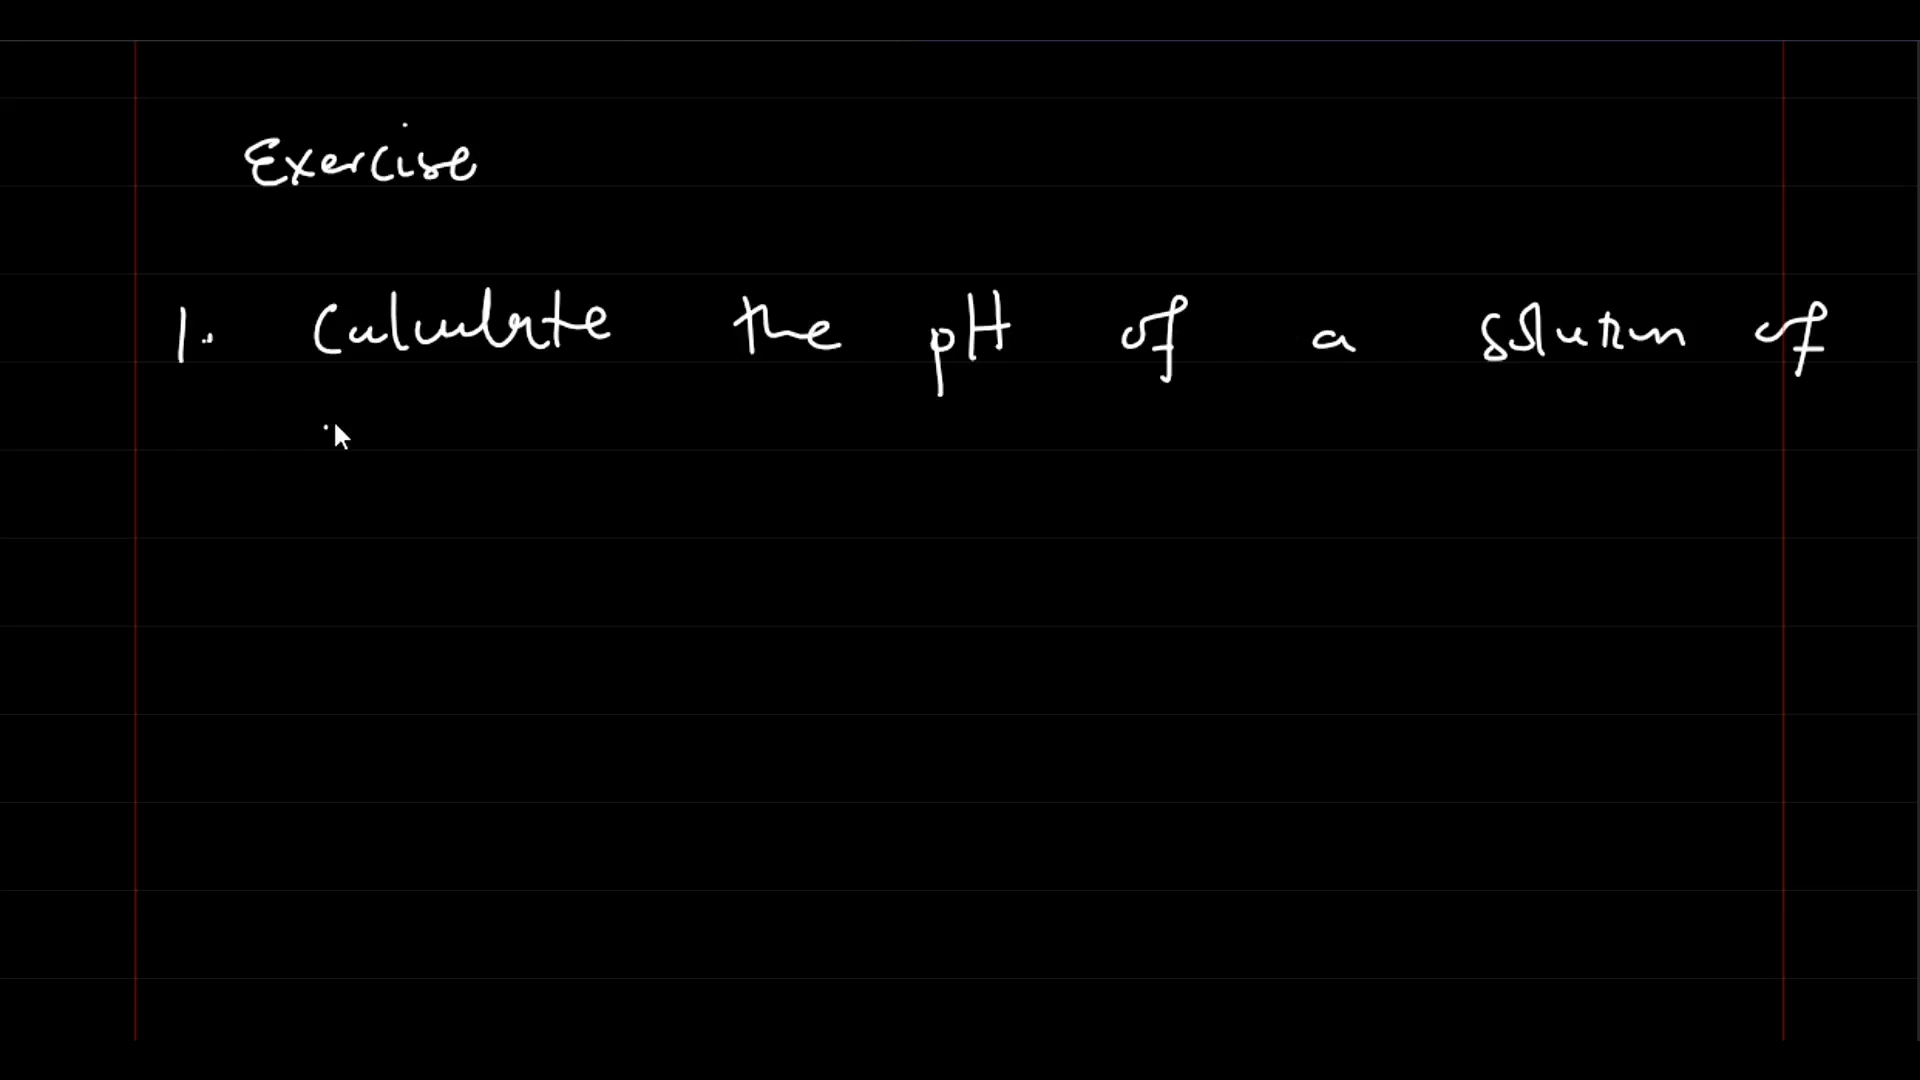 Exercise
1. Calculate the pH of a solution of